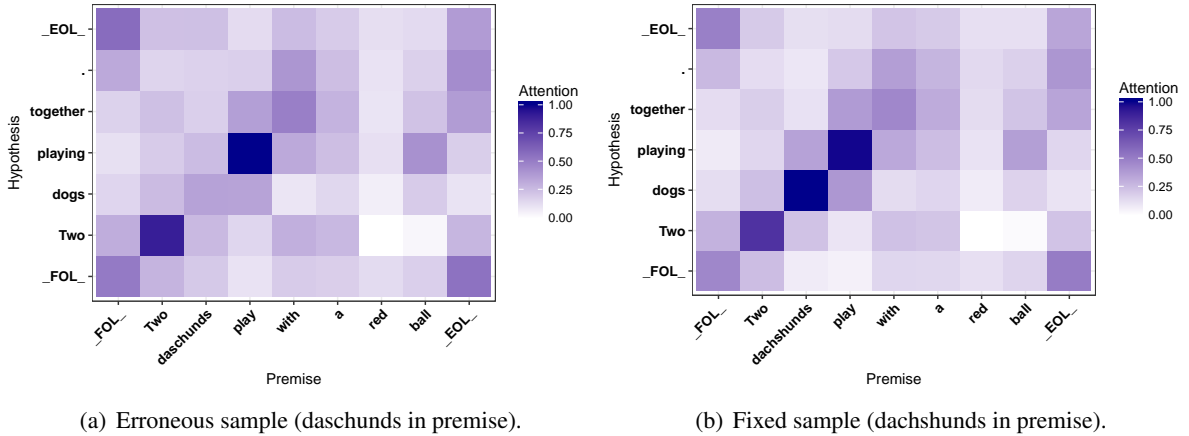 _EOL_
.
together
playing
dogs
Two
_FOL_
Hypothesis
_FOL_
Two
daschunds
play
with
a
red
ball
_EOL_
Premise
Attention
1.00
0.75
0.50
0.25
0.00
(a) Erroneous sample (daschunds in premise).
_EOL_
.
together
playing
dogs
Two
_FOL_
Hypothesis
_FOL_
Two
dachshunds
play
with
a
red
ball
_EOL_
Premise
Attention
1.00
0.75
0.50
0.25
0.00
(b) Fixed sample (dachshunds in premise).